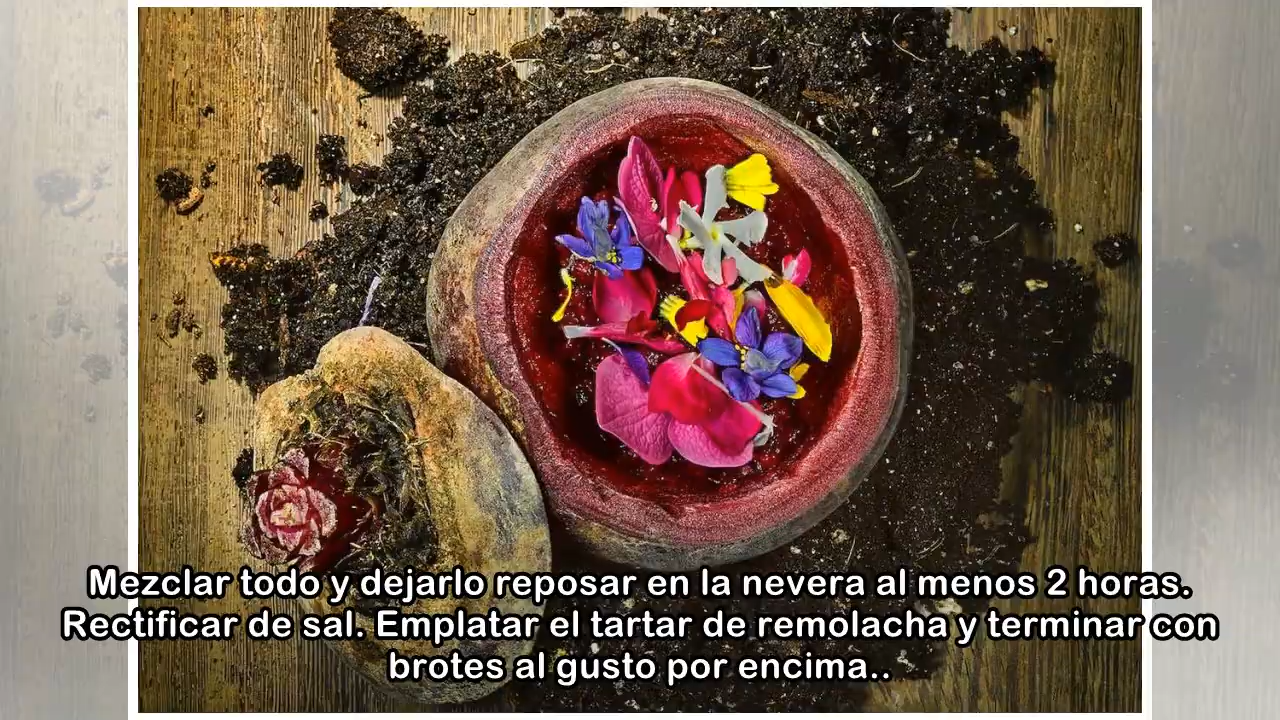 Mezclar todo y dejarlo reposar en la nevera al menos 2 horas.
Rectificar de sal. Emplatar el tartar de remolacha y terminar con
brotes al gusto por encima..